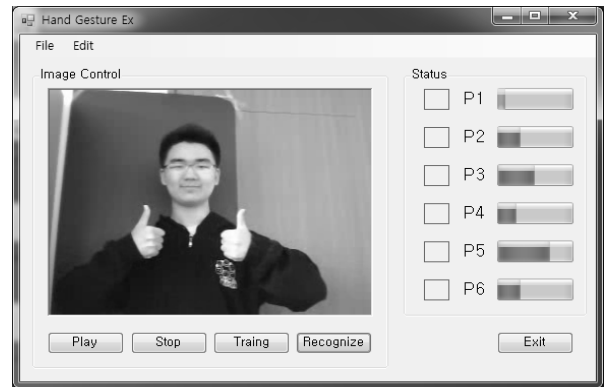 Hand Gesture Ex
File Edit
Image Control
Status
P1
P2
P3
P4
P5
P6
Play Stop Traing Recognize Exit